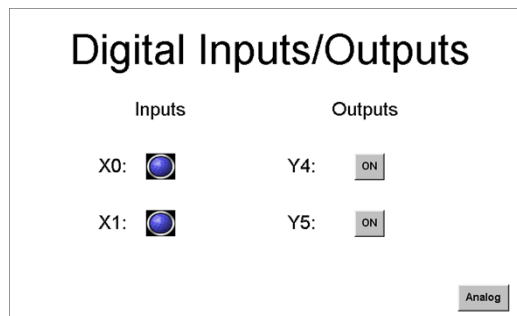 Digital Inputs/Outputs
Inputs Outputs
X0: Y4: ON
X1: Y5: ON
Analog